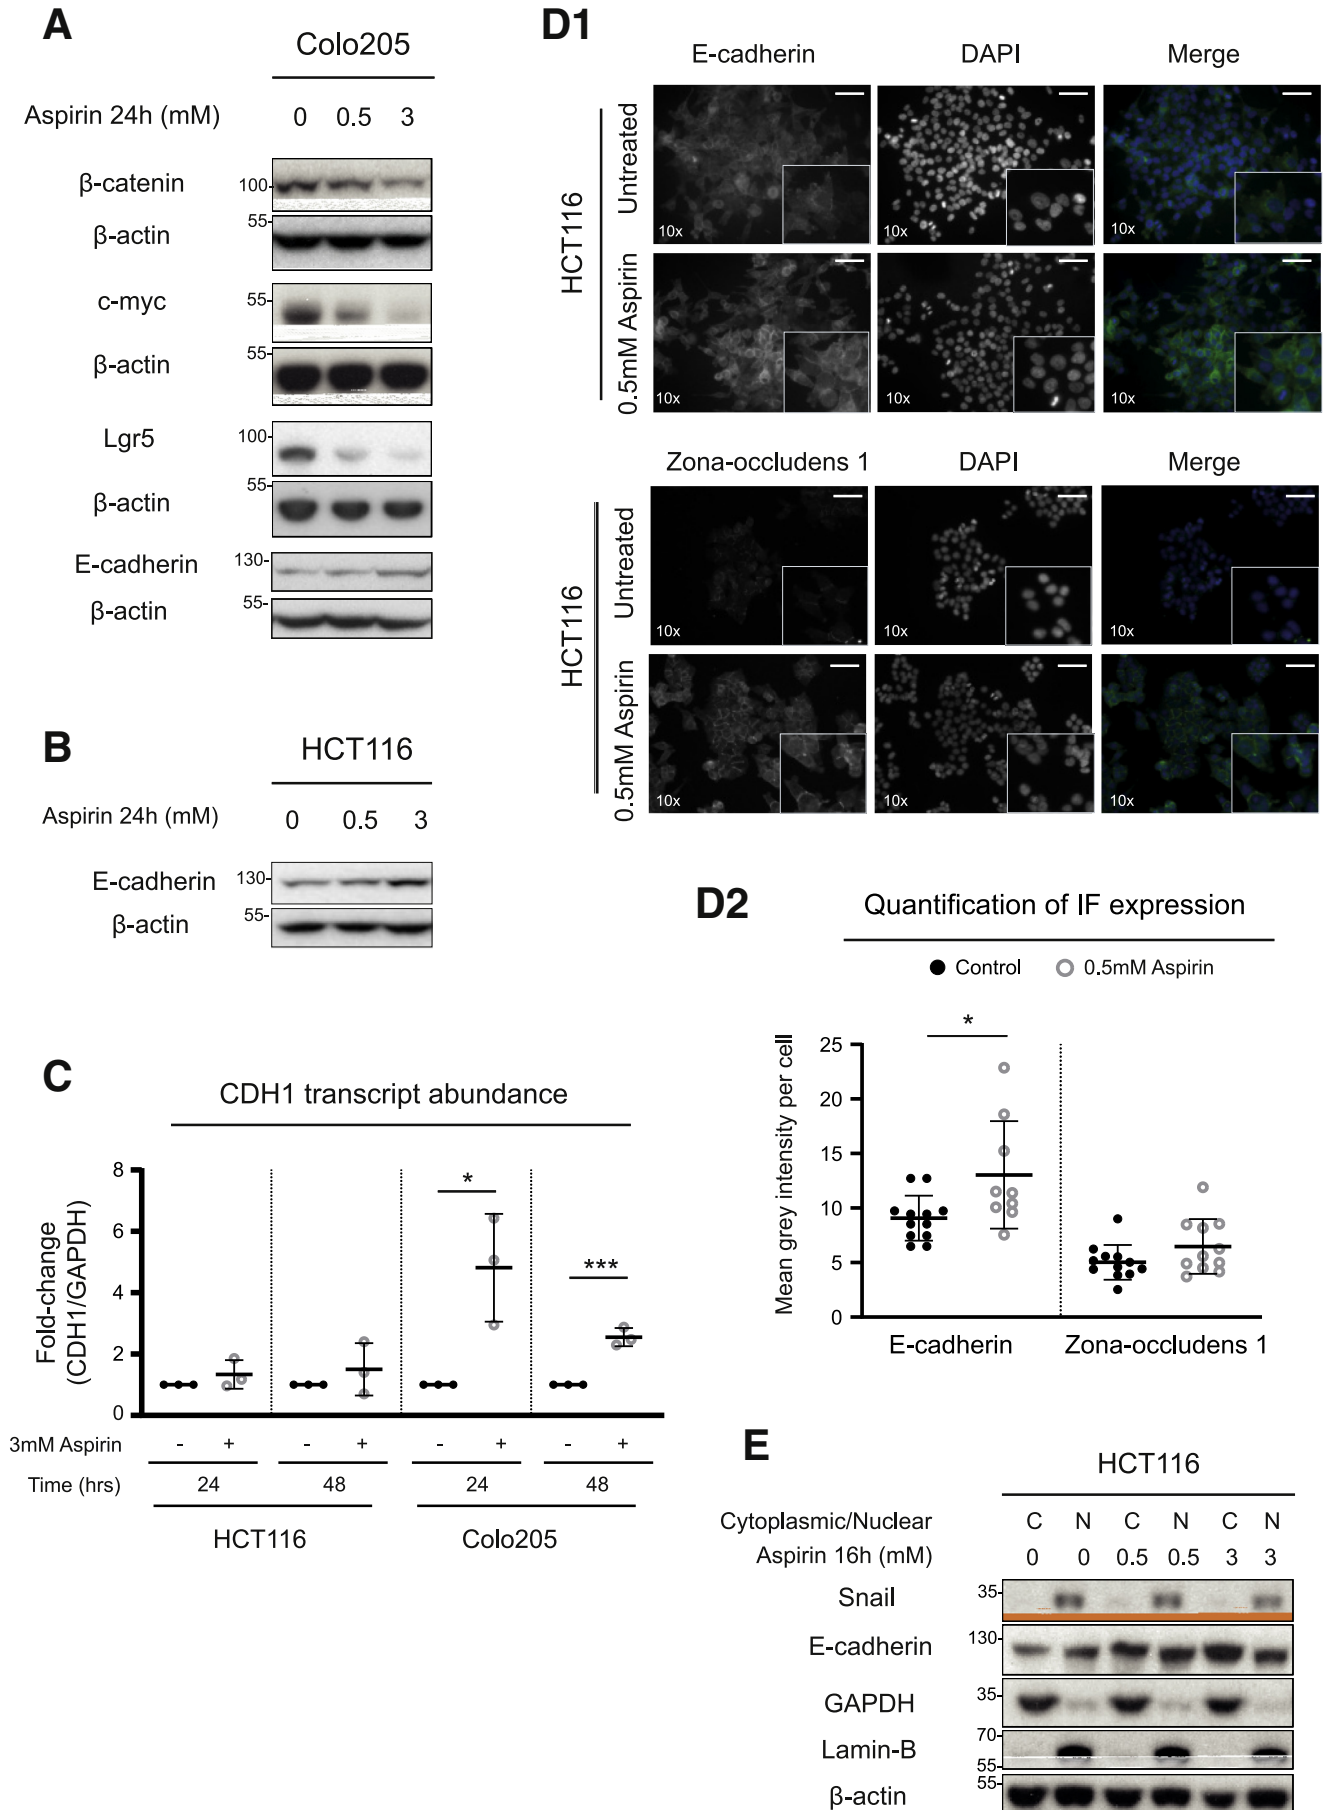 A
Colo205
Aspirin 24h (mM)
0 0.5 3
β-catenin
100-
β-actin
55-
c-myc
55-
β-actin
55-
Lgr5
100-
β-actin
55-
E-cadherin
130-
β-actin
55-
B
HCT116
Aspirin 24h (mM)
0 0.5 3
E-cadherin
130-
β-actin
55-
C
CDH1 transcript abundance
Fold-change
(CDH1/GAPDH)
8
6
4
2
0
*
***
3mM Aspirin - + - + - + - +
Time (hrs) 24 48 24 48
HCT116 Colo205
D1
E-cadherin DAPI Merge
HCT116
Untreated
10x 10x 10x
0.5mM Aspirin
10x 10x 10x
Zona-occludens 1 DAPI Merge
HCT116
Untreated
10x 10x 10x
0.5mM Aspirin
10x 10x 10x
D2
Quantification of IF expression
Control 0.5mM Aspirin
Mean grey intensity per cell
25
20
15
10
5
0
*
E-cadherin Zona-occludens 1
E
HCT116
Cytoplasmic/Nuclear C N C N C N
Aspirin 16h (mM) 0 0 0.5 0.5 3 3
Snail
35-
E-cadherin
130-
GAPDH
35-
Lamin-B
70-
55-
β-actin
55-